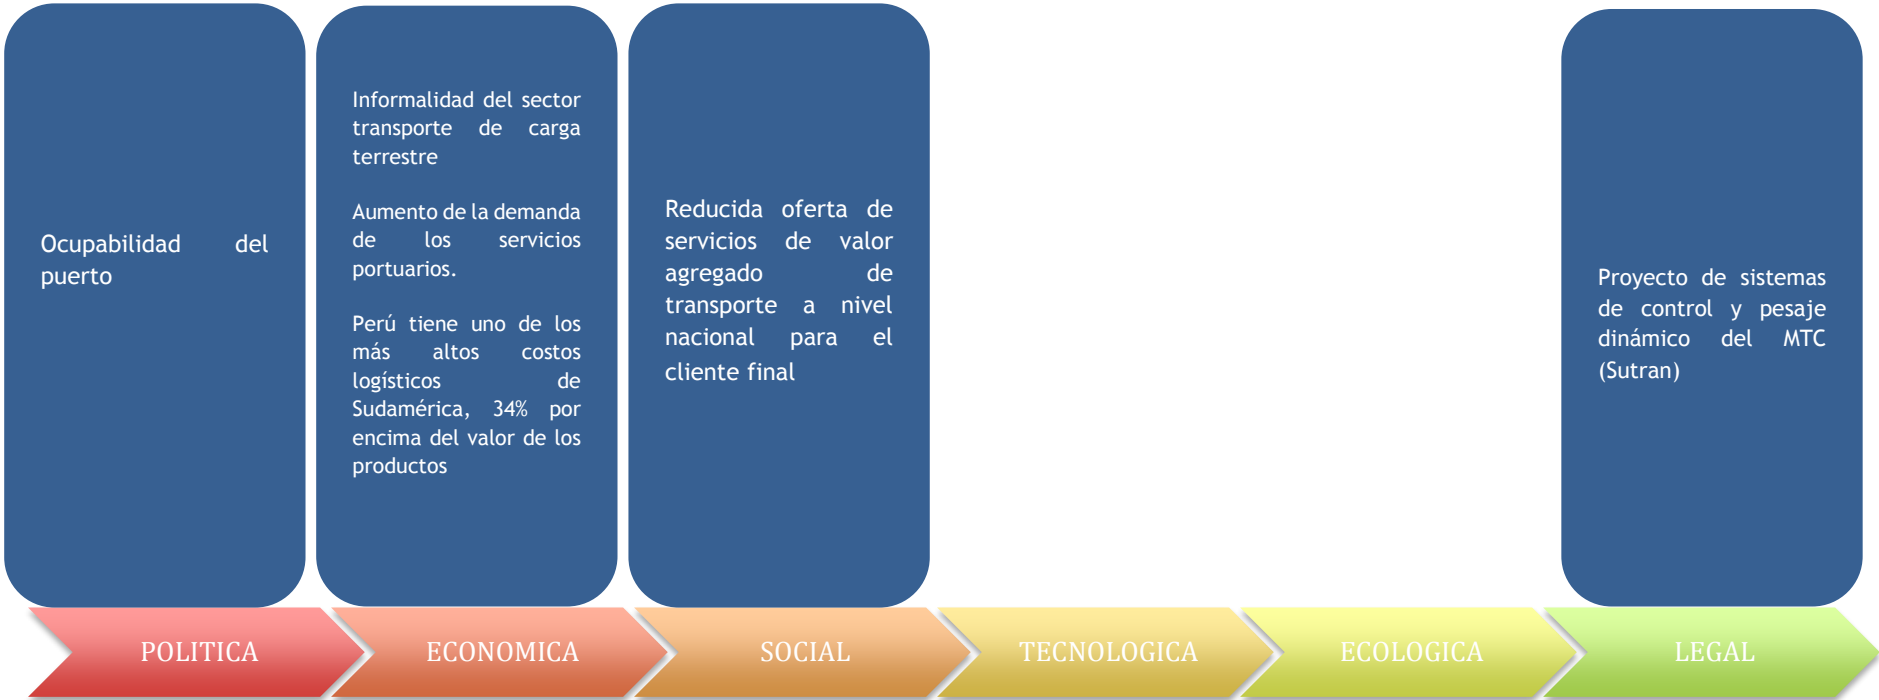 Ocupabilidad del
puerto
Informalidad del sector
transporte de carga
terrestre
Aumento de la demanda
de los servicios
portuarios.
Perú tiene uno de los
más altos costos
logísticos de
Sudamérica, 34% por
encima del valor de los
productos
Reducida oferta de
servicios de valor
agregado de
transporte a nivel
nacional para el
cliente final
Proyecto de sistemas
de control y pesaje
dinámico del MTC
(Sutran)
POLITICA
ECONOMICA
SOCIAL
TECNOLOGICA
ECOLOGICA
LEGAL